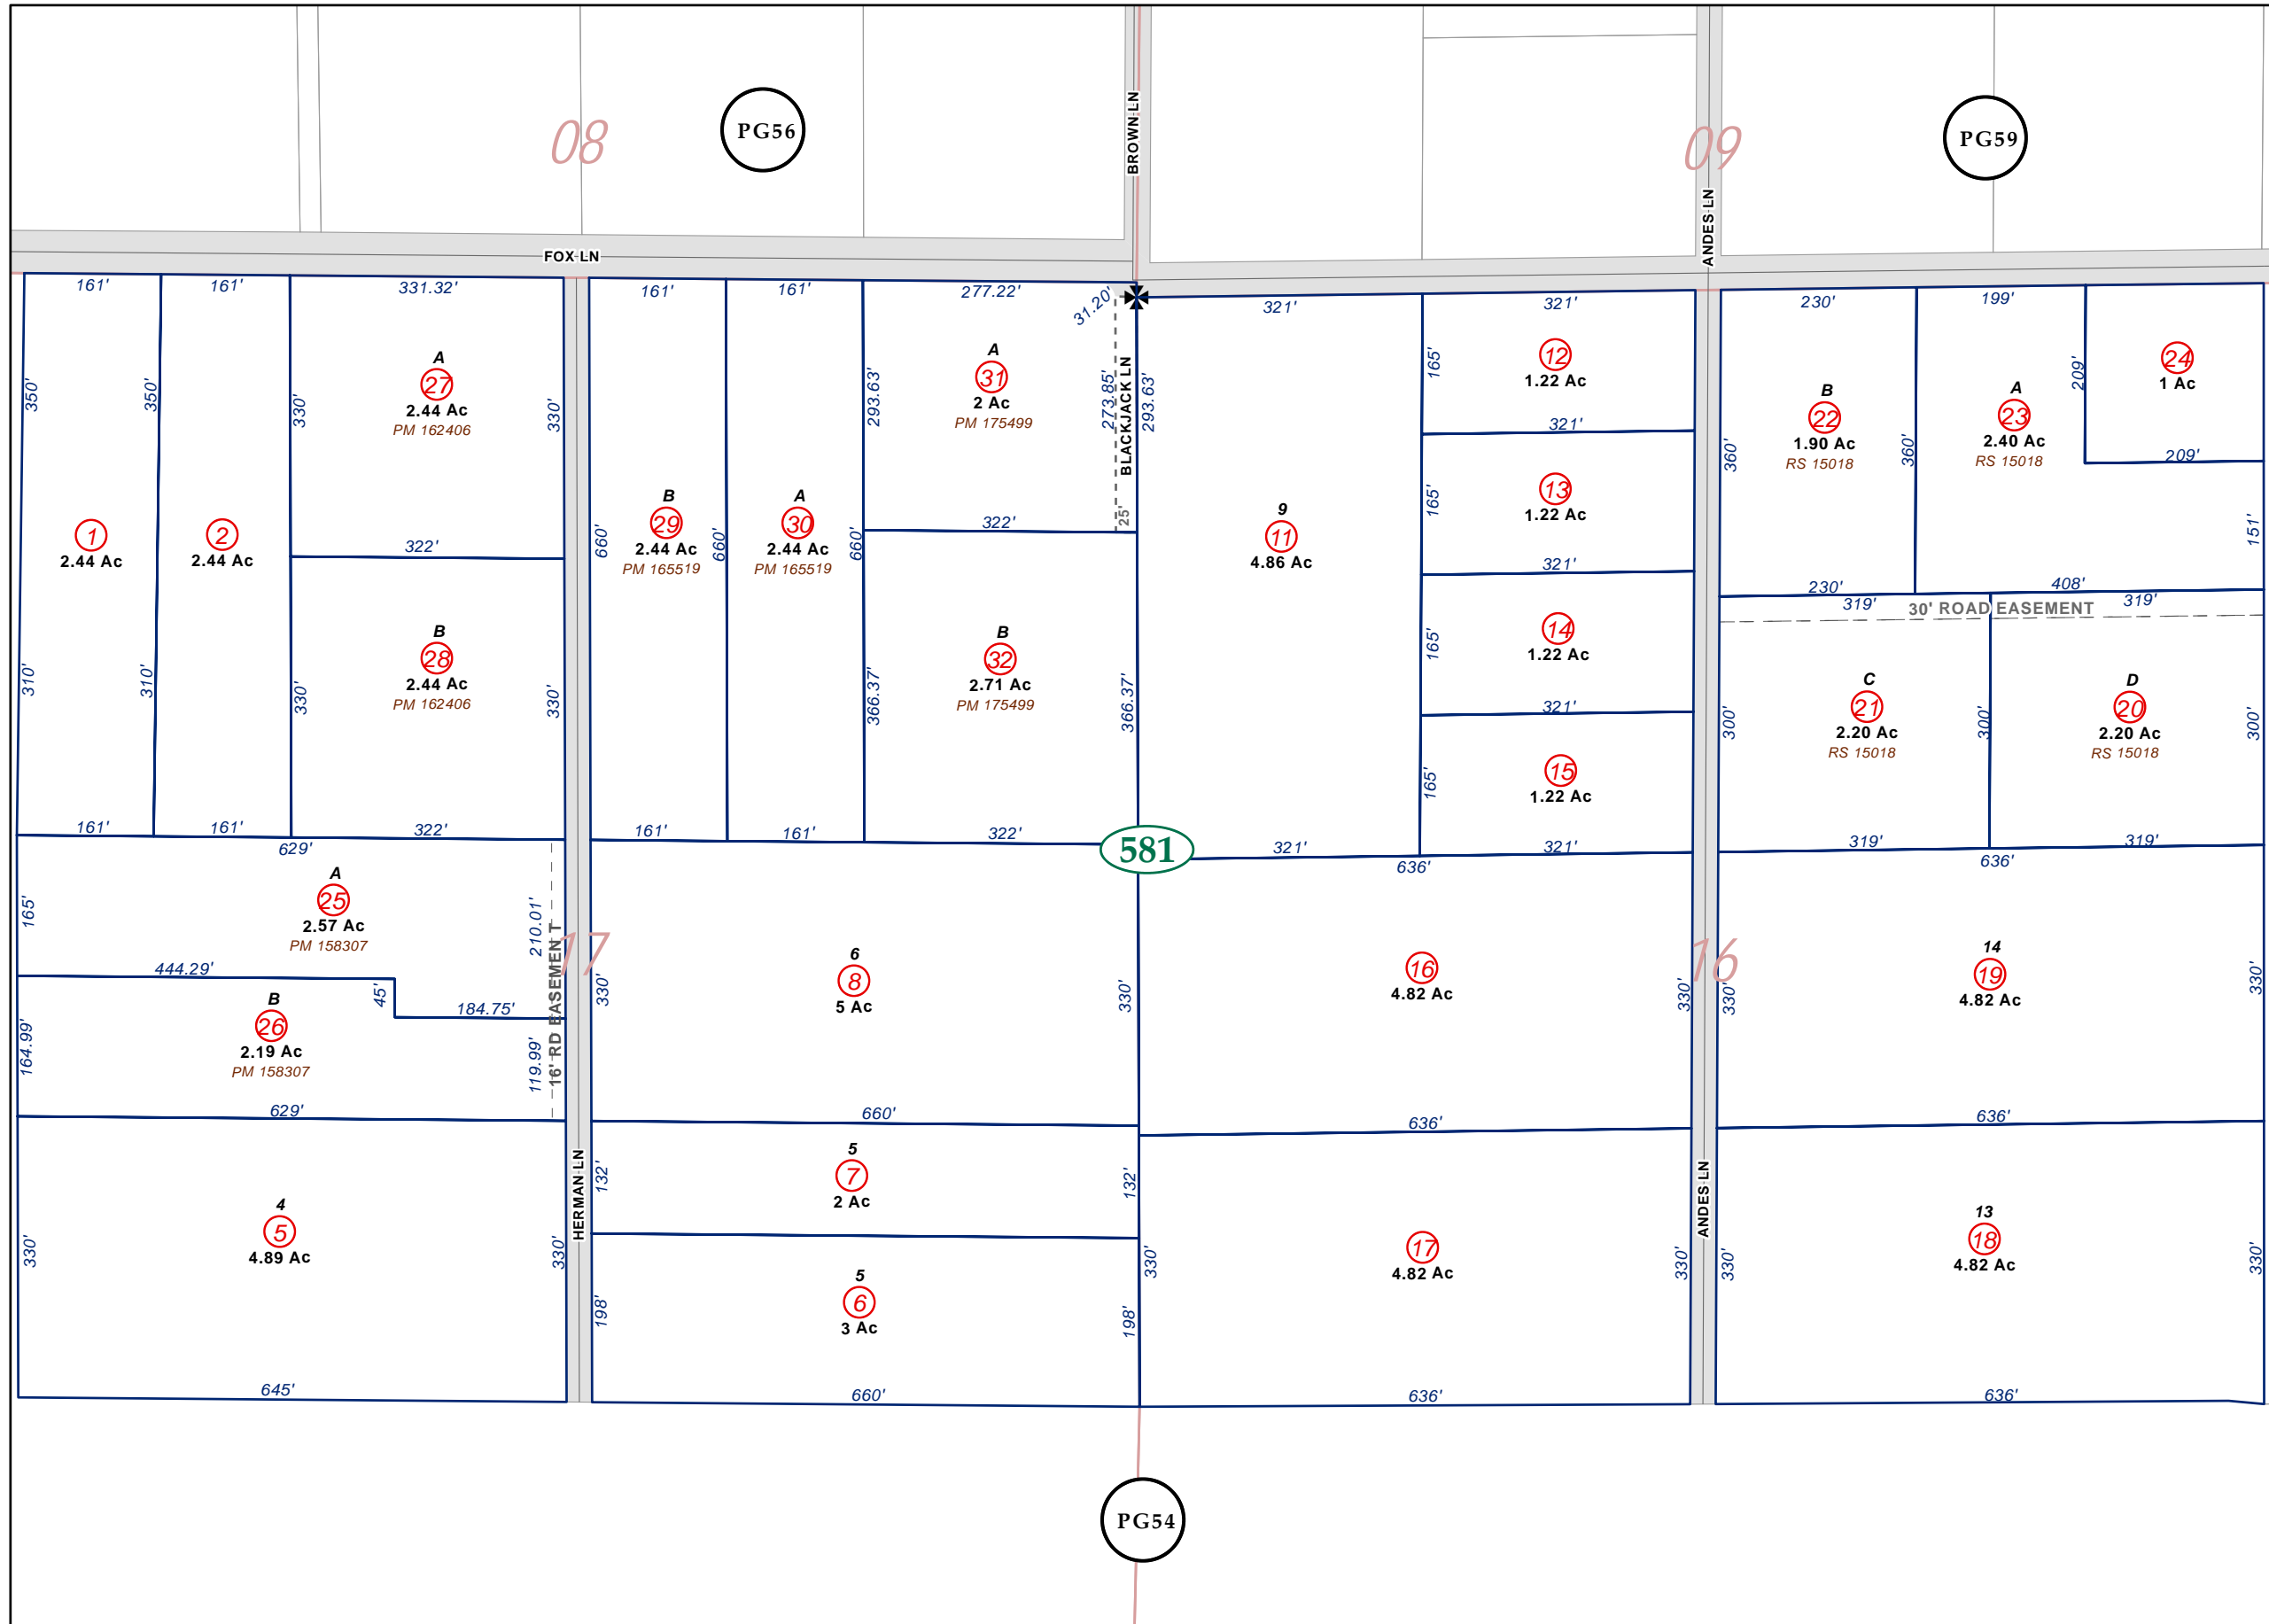 08
PG56
BROWN LN
09
PG59
ANDES LN
FOX LN
161'
161'
331.32'
161'
161'
277.22'
31.20'
321'
321'
230'
199'
350'
350'
330'
A
27
2.44 Ac
PM 162406
330'
293.63'
A
31
2 Ac
PM 175499
273.85'
BLACKJACK LN
25'
293.63'
165'
12
1.22 Ac
321'
360'
B
22
1.90 Ac
RS 15018
360'
A
23
2.40 Ac
RS 15018
209'
24
1 Ac
209'
151'
1
2.44 Ac
2
2.44 Ac
322'
660'
B
29
2.44 Ac
PM 165519
660'
A
30
2.44 Ac
PM 165519
660'
322'
9
11
4.86 Ac
165'
13
1.22 Ac
321'
230'
408'
319'
30' ROAD EASEMENT
319'
310'
310'
330'
B
28
2.44 Ac
PM 162406
330'
366.37'
B
32
2.71 Ac
PM 175499
366.37'
165'
14
1.22 Ac
321'
165'
15
1.22 Ac
300'
C
21
2.20 Ac
RS 15018
300'
D
20
2.20 Ac
RS 15018
300'
161'
161'
322'
161'
161'
322'
581
321'
321'
319'
319'
629'
636'
636'
165'
A
25
2.57 Ac
PM 158307
210.01'
16' RD EASEMENT
17
444.29'
45'
184.75'
164.99'
B
26
2.19 Ac
PM 158307
119.99'
629'
330'
6
8
5 Ac
330'
660'
16
4.82 Ac
330'
16
636'
330'
14
19
4.82 Ac
330'
636'
330'
4
5
4.89 Ac
330'
645'
HERMAN LN
132'
5
7
2 Ac
132'
198'
5
6
3 Ac
198'
660'
330'
17
4.82 Ac
330'
636'
ANDES LN
330'
13
18
4.82 Ac
330'
636'
PG54